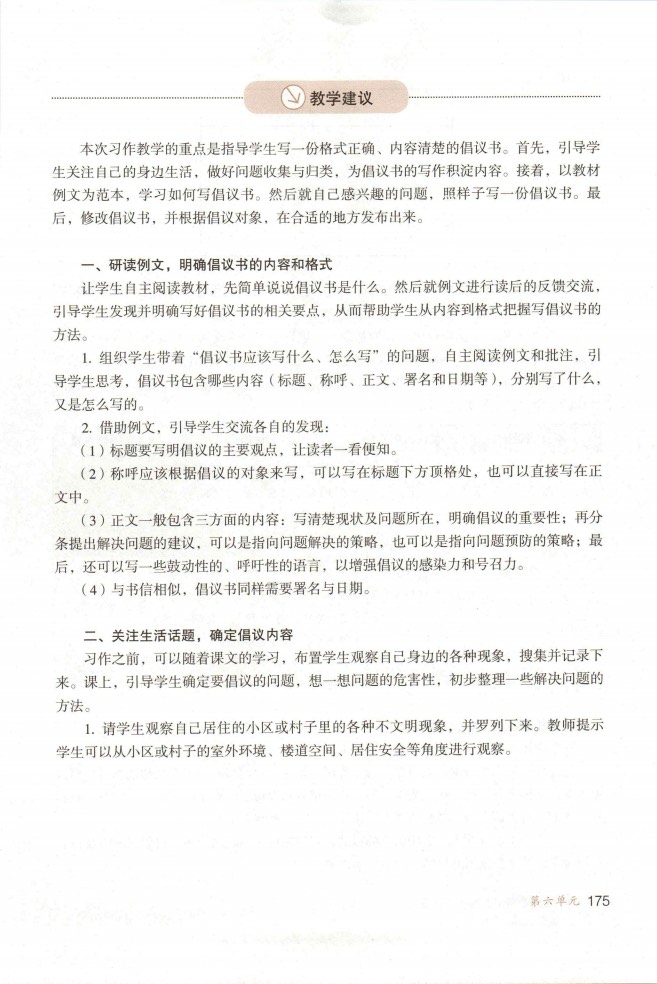 教学建议
本次习作教学的重点是指导学生写一份格式正确、内容清楚的倡议书。首先，引导学
生关注自己的身边生活，做好问题收集与归类，为倡议书的写作积淀内容。接着，以教材
例文为范本，学习如何写倡议书。然后就自己感兴趣的问题，照样子写一份倡议书。最
后，修改倡议书，并根据倡议对象，在合适的地方发布出来。
一、研读例文，明确倡议书的内容和格式
让学生自主阅读教材，先简单说说倡议书是什么。然后就例文进行读后的反馈交流，
引导学生发现并明确写好倡议书的相关要点，从而帮助学生从内容到格式把握写倡议书的
方法。
1. 组织学生带着“倡议书应该写什么、怎么写”的问题，自主阅读例文和批注，引
导学生思考，倡议书包含哪些内容（标题、称呼、正文、署名和日期等），分别写了什么，
又是怎么写的。
2. 借助例文，引导学生交流各自的发现：
（1）标题要写明倡议的主要观点，让读者一看便知。
（2）称呼应该根据倡议的对象来写，可以写在标题下方顶格处，也可以直接写在正
文中。
（3）正文一般包含三方面的内容：写清楚现状及问题所在，明确倡议的重要性；再分
条提出解决问题的建议，可以是指向问题解决的策略，也可以是指向问题预防的策略；最
后，还可以写一些鼓动性的、呼吁性的语言，以增强倡议的感染力和号召力。
（4）与书信相似，倡议书同样需要署名与日期。
二、关注生活话题，确定倡议内容
习作之前，可以随着课文的学习，布置学生观察自己身边的各种现象，搜集并记录下
来。课上，引导学生确定要倡议的问题，想一想问题的危害性，初步整理一些解决问题的
方法。
1. 请学生观察自己居住的小区或村子里的各种不文明现象，并罗列下来。教师提示
学生可以从小区或村子的室外环境、楼道空间、居住安全等角度进行观察。
第六单元 175